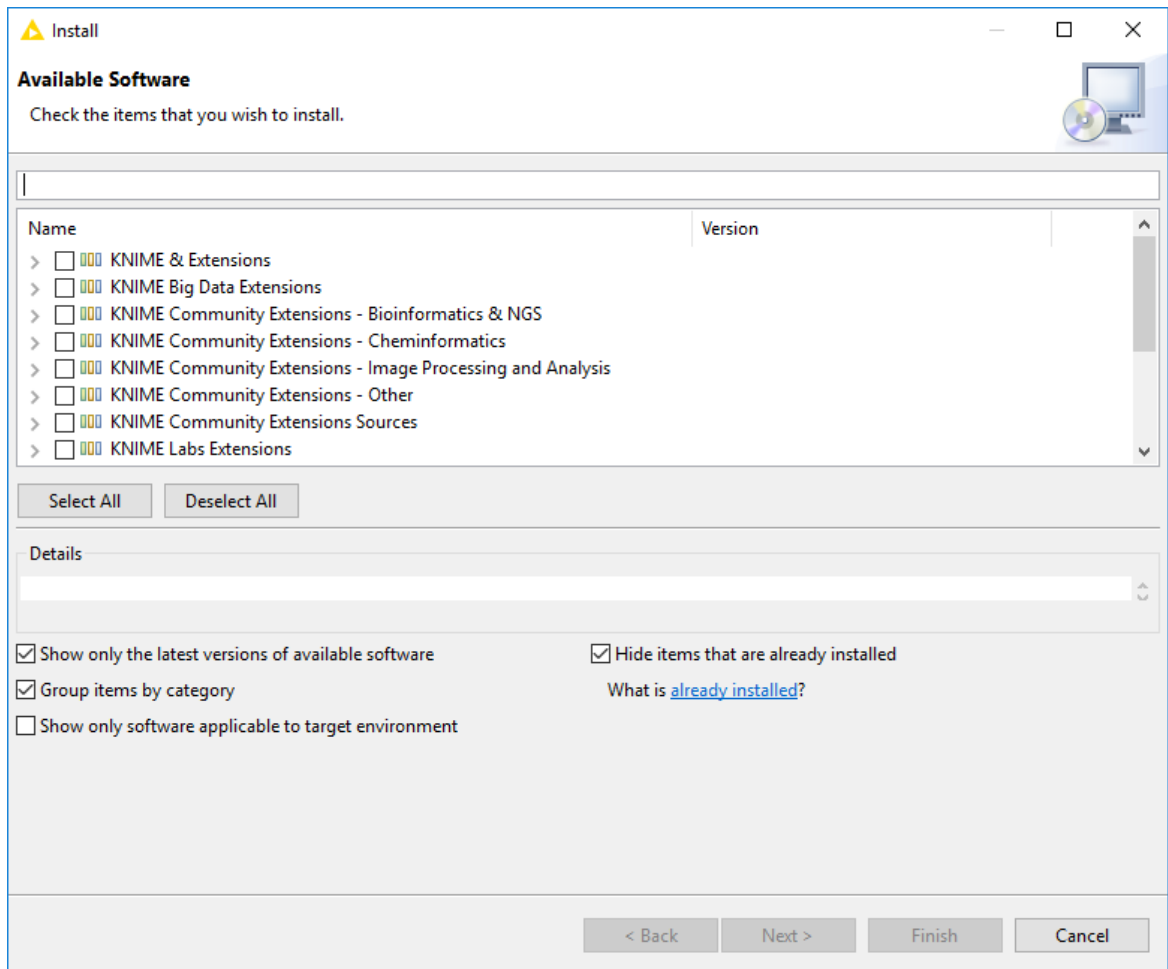 Install
Available Software
Check the items that you wish to install.
Name Version
KNIME & Extensions
KNIME Big Data Extensions
KNIME Community Extensions - Bioinformatics & NGS
KNIME Community Extensions - Cheminformatics
KNIME Community Extensions - Image Processing and Analysis
KNIME Community Extensions - Other
KNIME Community Extensions Sources
KNIME Labs Extensions
Select All Deselect All
Details
Show only the latest versions of available software Hide items that are already installed
Group items by category What is already installed?
Show only software applicable to target environment
< Back Next > Finish Cancel